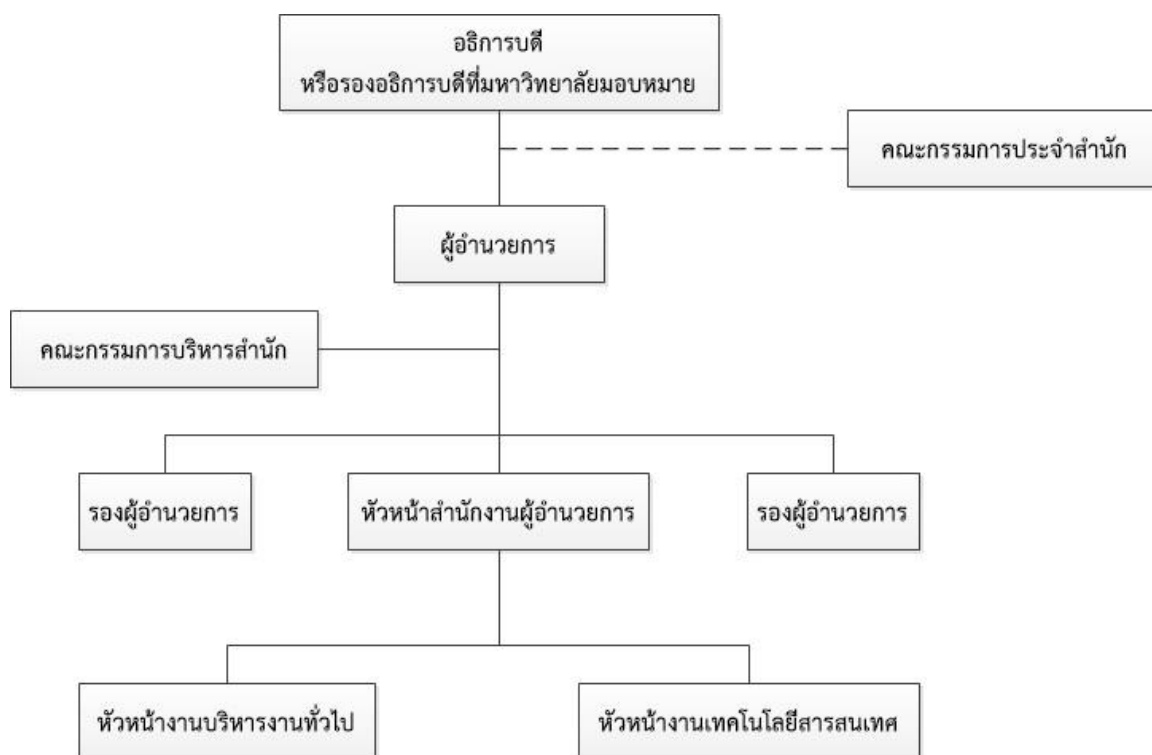 อธิการบดี
หรือรองอธิการบดีที่มหาวิทยาลัยมอบหมาย
คณะกรรมการประจำสำนัก
ผู้อำนวยการ
คณะกรรมการบริหารสำนัก
รองผู้อำนวยการ
หัวหน้าสำนักงานผู้อำนวยการ
รองผู้อำนวยการ
หัวหน้างานบริหารงานทั่วไป
หัวหน้างานเทคโนโลยีสารสนเทศ